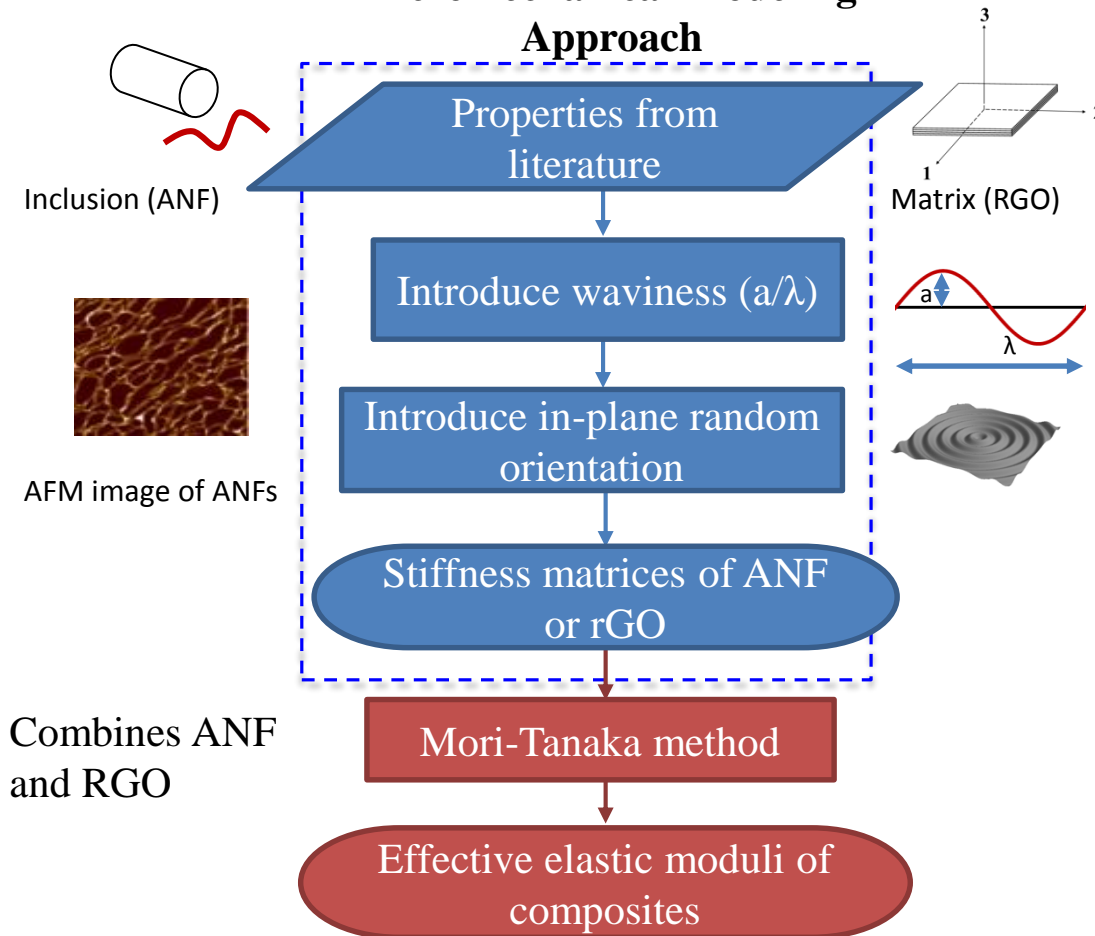 Approach
Properties from
literature
3
2
1
Inclusion (ANF)
Matrix (RGO)
Introduce waviness (a/λ)
a
λ
Introduce in-plane random
orientation
AFM image of ANFs
Stiffness matrices of ANF
or rGO
Combines ANF
and RGO
Mori-Tanaka method
Effective elastic moduli of
composites